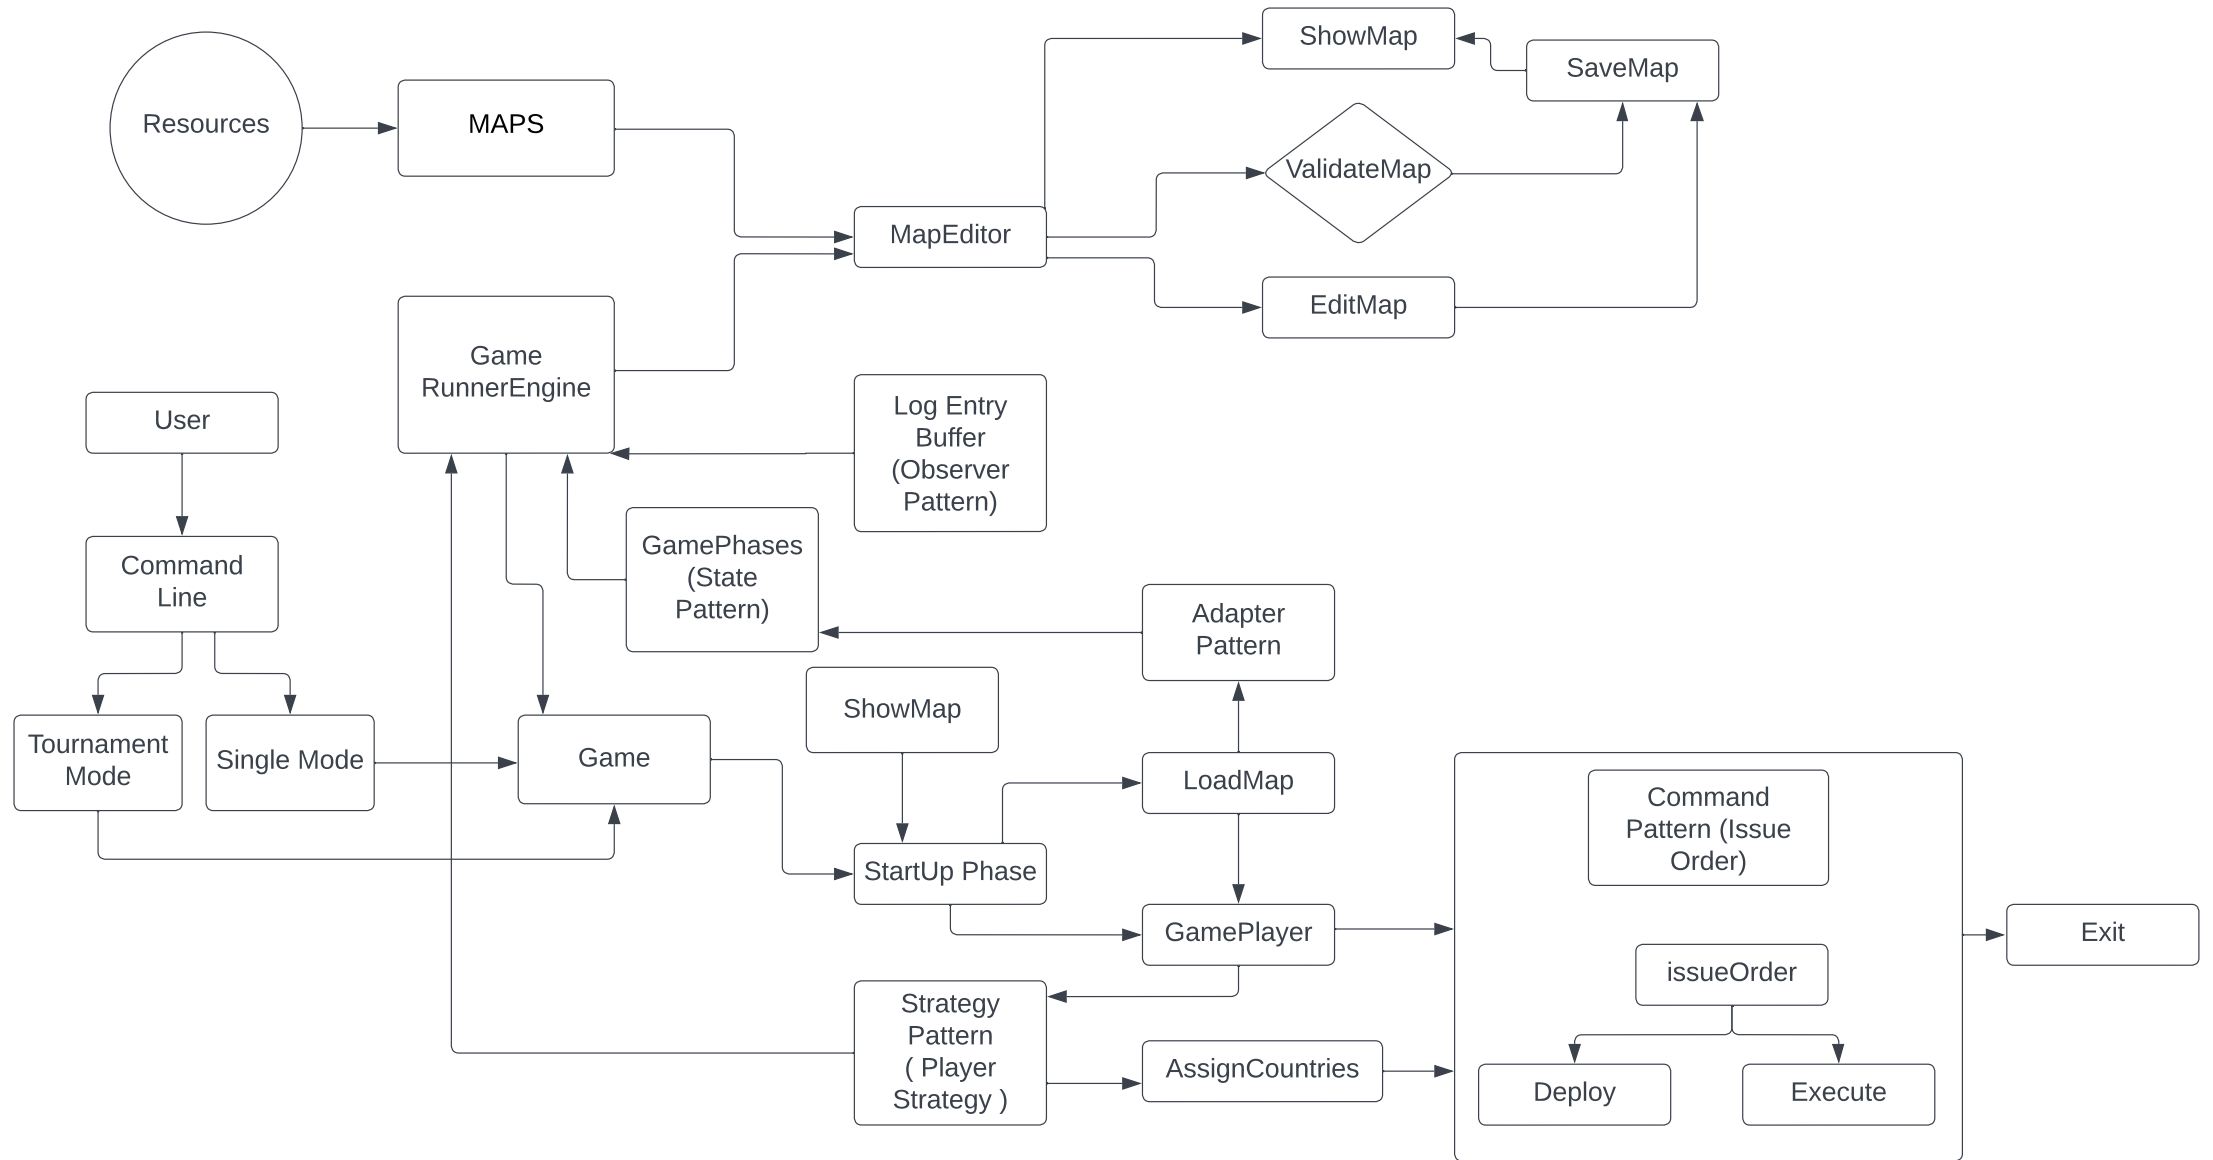 ShowMap
SaveMap
Resources
MAPS
ValidateMap
MapEditor
EditMap
Game
RunnerEngine
User
Log Entry
Buffer
(Observer
Pattern)
Command
Line
GamePhases
(State
Pattern)
Adapter
Pattern
Tournament
Mode
Single Mode
Game
ShowMap
LoadMap
StartUp Phase
GamePlayer
Command
Pattern (Issue
Order)
Exit
issueOrder
Strategy
Pattern
( Player
Strategy )
AssignCountries
Deploy
Execute